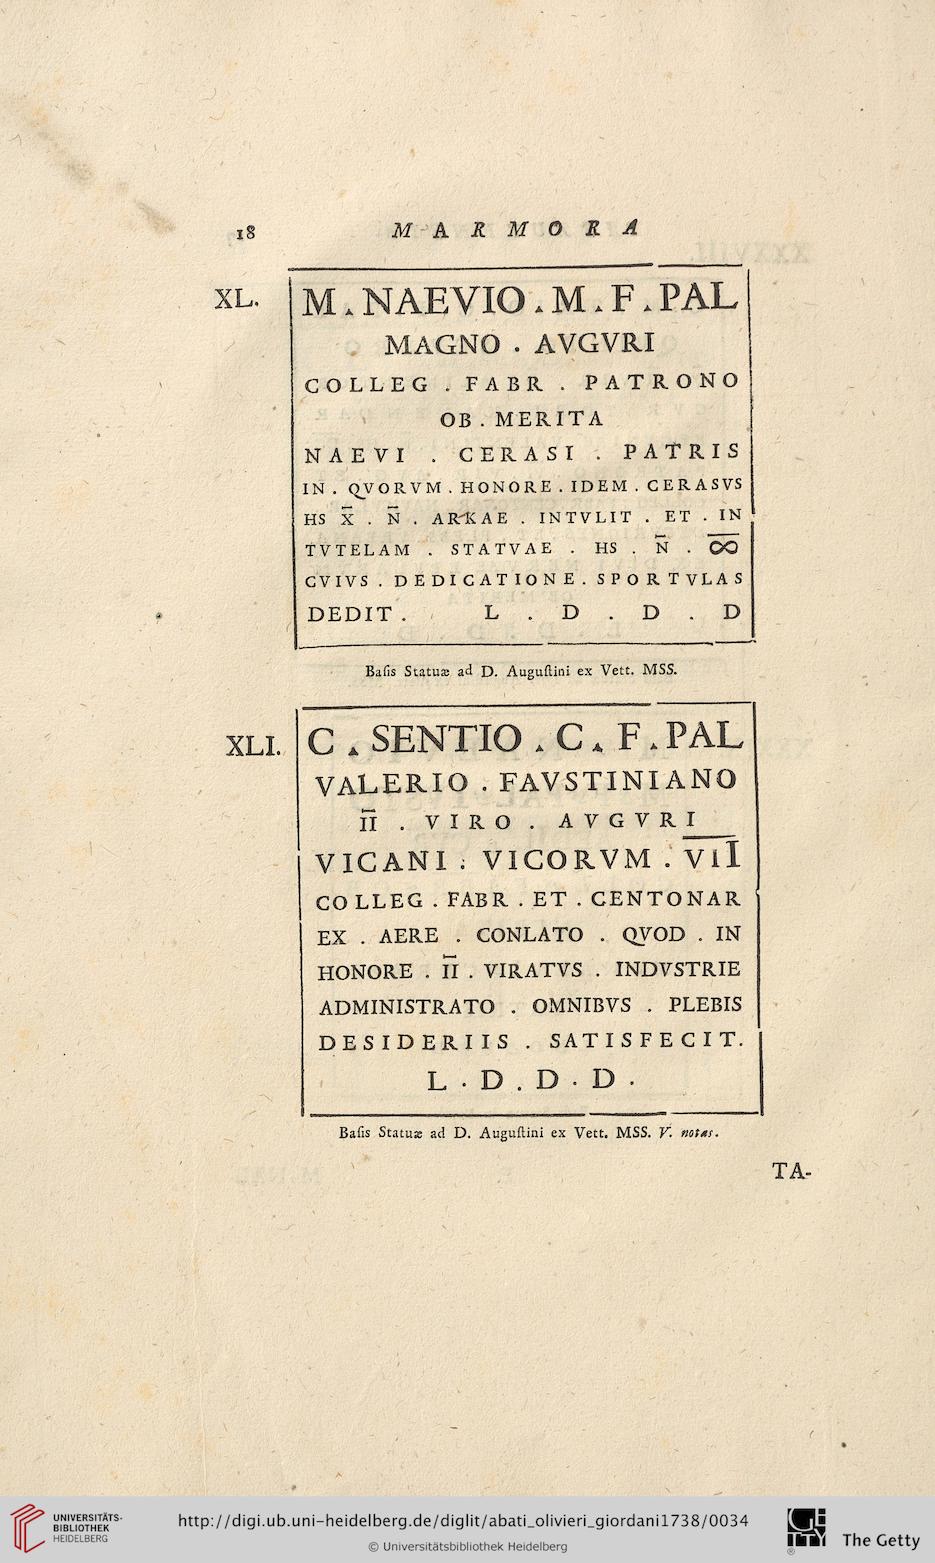 18 MARMORA
XL.
M . NAEVIO . M . F . PAL
MAGNO . AVGVRI
COLLEG . FABR . PATRONO
OB . MERITA
NAEVI . CERASI . PATRIS
IN . QVORVM . HONORE . IDEM . CERASVS
HS X̅ . N̅ . ARKAE . INTVLIT . ET . IN
TVTELAM . STATVAE . HS . N̅ . ∞̅
CVIVS . DEDICATIONE . SPORTVLAS
DEDIT . L . D . D . D
Baſis Statuæ ad D. Auguſtini ex Vett. MSS.
XLI.
C . SENTIO . C . F . PAL
VALERIO . FAVSTINIANO
I̅I̅ . VIRO . AVGVRI
VICANI . VICORVM . V̅I̅I̅
COLLEG . FABR . ET . CENTONAR
EX . AERE . CONLATO . QVOD . IN
HONORE . I̅I̅ . VIRATVS . INDVSTRIE
ADMINISTRATO . OMNIBVS . PLEBIS
DESIDERIIS . SATISFECIT.
L . D . D . D .
Baſis Statuæ ad D. Auguſtini ex Vett. MSS. V. notas.
TA-
UNIVERSITÄTS-
BIBLIOTHEK
HEIDELBERG
http://digi.ub.uni-heidelberg.de/diglit/abati_olivieri_giordani1738/0034
© Universitätsbibliothek Heidelberg
GETTY
®
The Getty